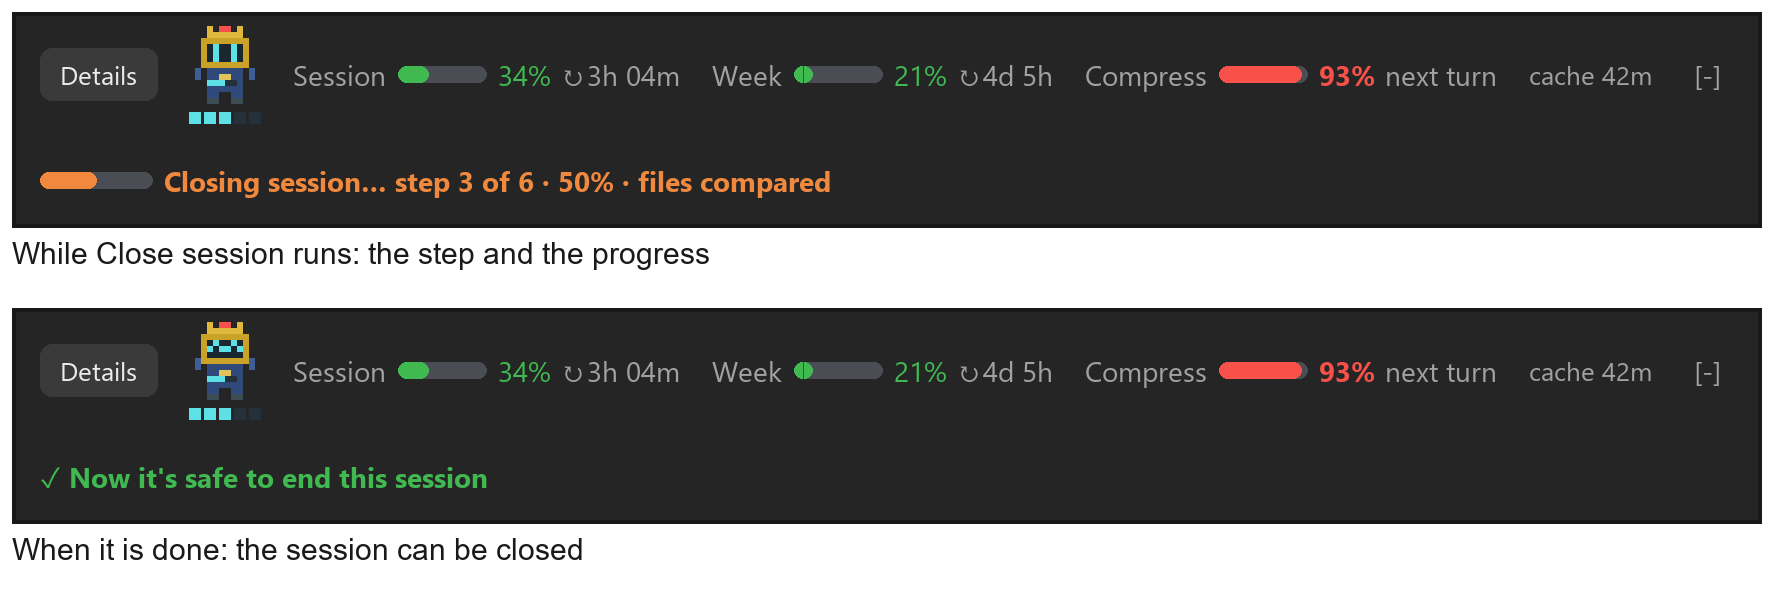 Details Session 34% ↻3h 04m Week 21% ↻4d 5h Compress 93% next turn cache 42m [-]
Closing session... step 3 of 6 · 50% · files compared
While Close session runs: the step and the progress
Details Session 34% ↻3h 04m Week 21% ↻4d 5h Compress 93% next turn cache 42m [-]
✓ Now it's safe to end this session
When it is done: the session can be closed